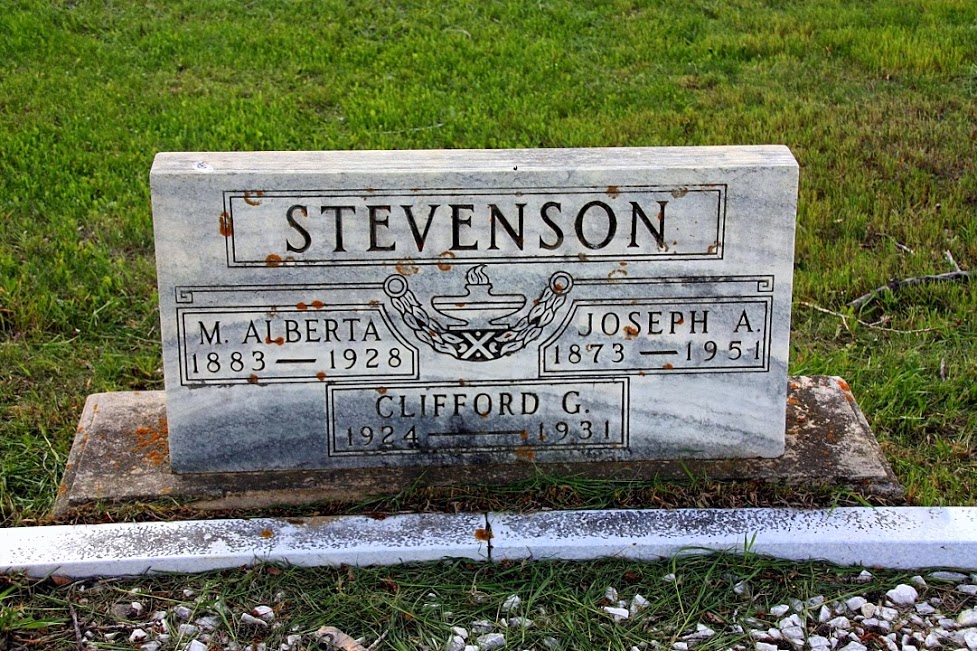 STEVENSON
M. ALBERTA
1883 — 1928
JOSEPH A.
1873 — 1951
CLIFFORD G.
1924 — 1931